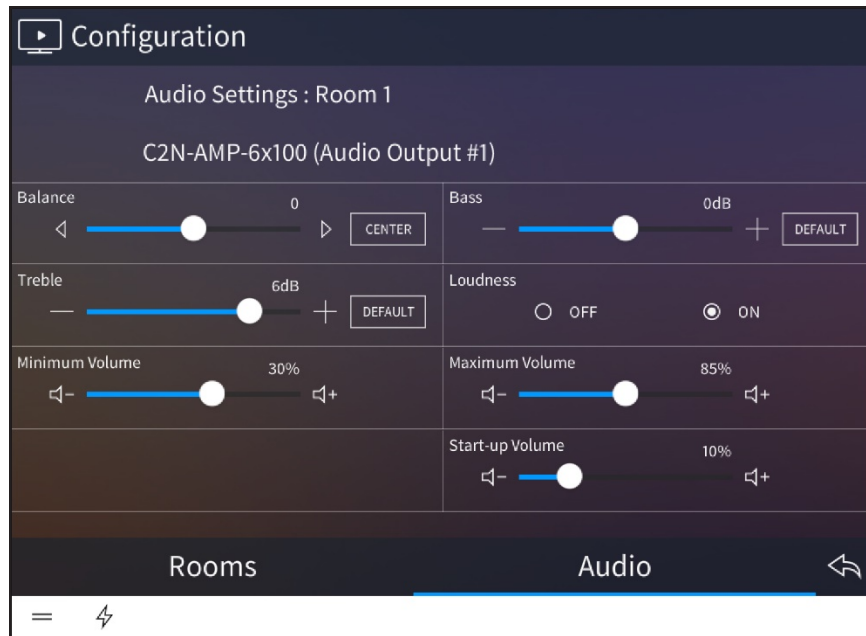 Configuration
Audio Settings : Room 1
C2N-AMP-6x100 (Audio Output #1)
Balance
0
CENTER
Bass
0dB
DEFAULT
Treble
6dB
DEFAULT
Loudness
OFF
ON
Minimum Volume
30%
Maximum Volume
85%
Start-up Volume
10%
Rooms
Audio